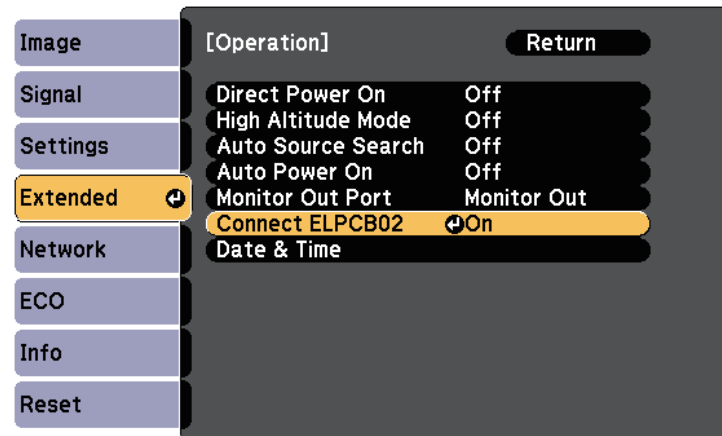 Image
Signal
Settings
Extended
Network
ECO
Info
Reset
[Operation] Return
Direct Power On Off
High Altitude Mode Off
Auto Source Search Off
Auto Power On Off
Monitor Out Port Monitor Out
Connect ELPCB02 On
Date & Time